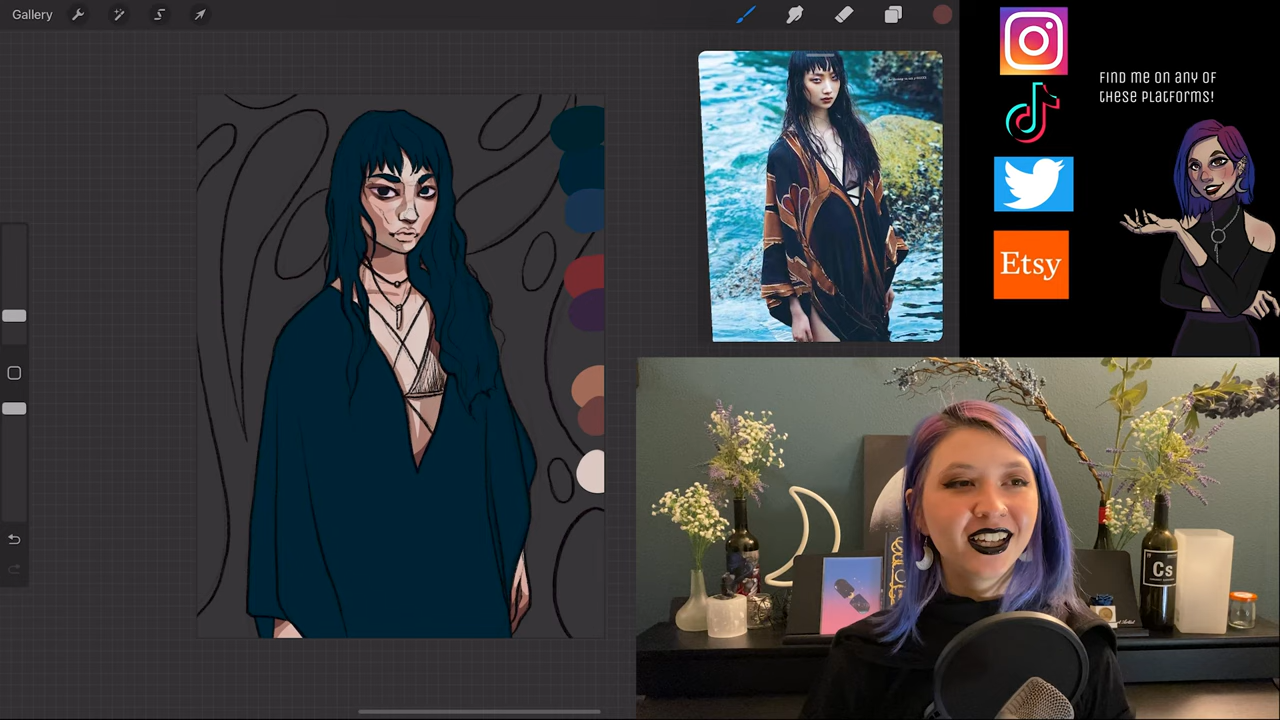 Gallery
FIND ME ON ANY OF
THESE PLATFORMS!
Etsy
Cs